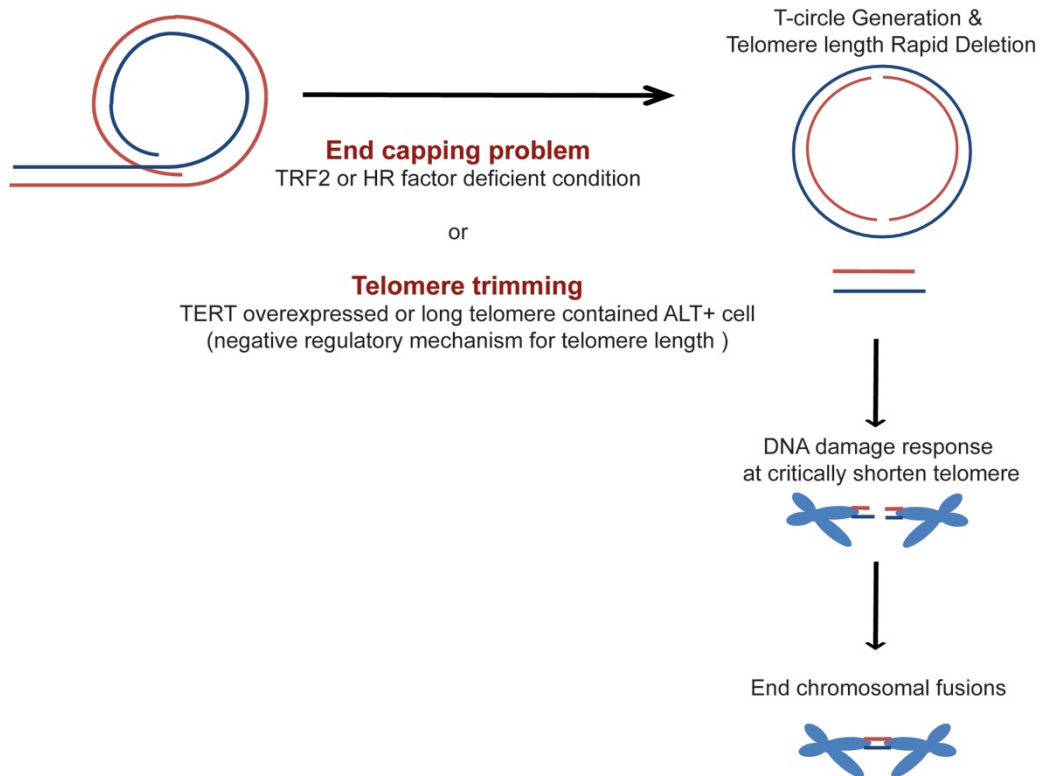 T-circle Generation &
Telomere length Rapid Deletion
End capping problem
TRF2 or HR factor deficient condition
or
Telomere trimming
TERT overexpressed or long telomere contained ALT+ cell
(negative regulatory mechanism for telomere length )
DNA damage response
at critically shorten telomere
End chromosomal fusions